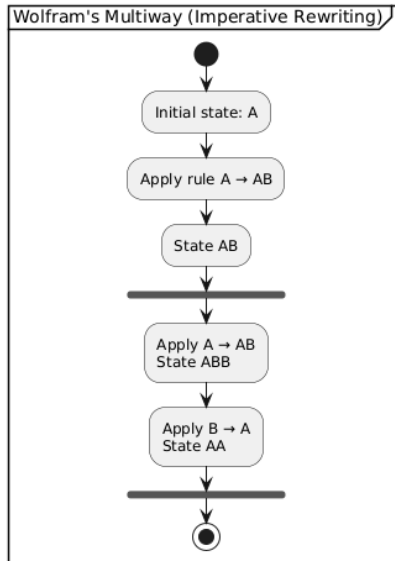 Wolfram's Multiway (Imperative Rewriting)
Initial state: A
Apply rule A → AB
State AB
Apply A → AB
State ABB
Apply B → A
State AA